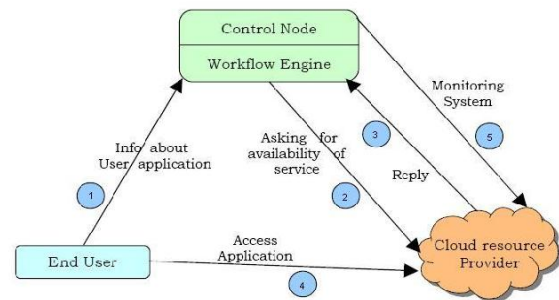 Control Node
Workflow Engine
Monitoring
System
5
3
Asking for
availability of
service
Info about
User application
Reply
1
2
Cloud resource
Provider
Access
Application
End User
4